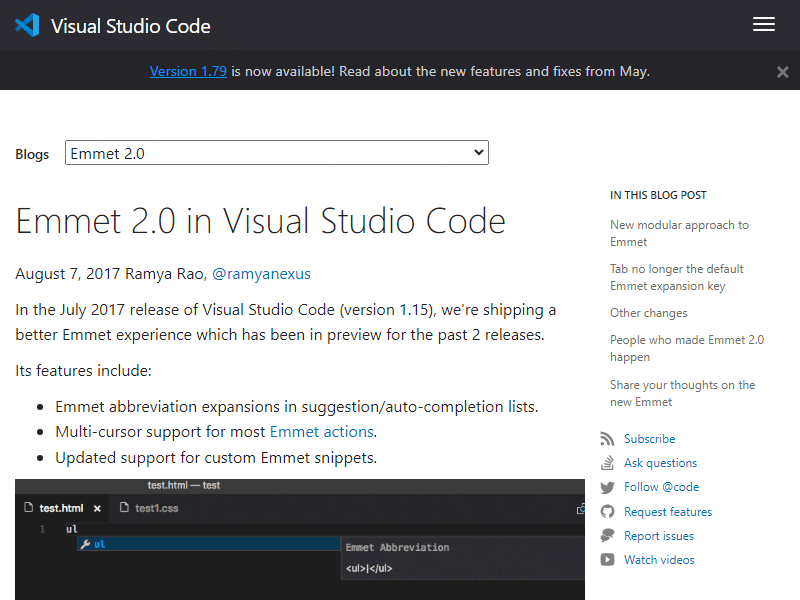 Visual Studio Code
Version 1.79 is now available! Read about the new features and fixes from May.
Blogs
Emmet 2.0
Emmet 2.0 in Visual Studio Code
August 7, 2017 Ramya Rao, @ramyanexus
In the July 2017 release of Visual Studio Code (version 1.15), we're shipping a
better Emmet experience which has been in preview for the past 2 releases.
Its features include:
Emmet abbreviation expansions in suggestion/auto-completion lists.
Multi-cursor support for most Emmet actions.
Updated support for custom Emmet snippets.
test.html — test
test.html
test1.css
1 ul
ul
Emmet Abbreviation
<ul>|</ul>
IN THIS BLOG POST
New modular approach to
Emmet
Tab no longer the default
Emmet expansion key
Other changes
People who made Emmet 2.0
happen
Share your thoughts on the
new Emmet
Subscribe
Ask questions
Follow @code
Request features
Report issues
Watch videos